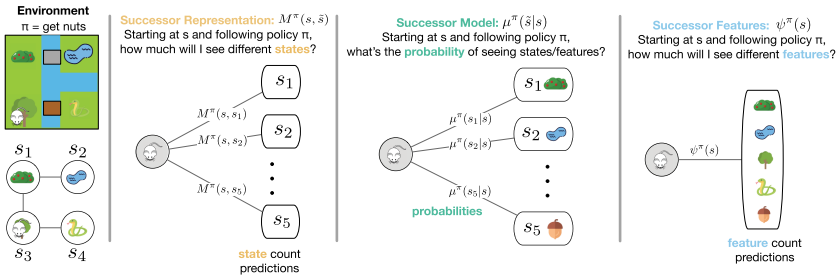 Environment
π = get nuts
s1 s2
s3 s4
Successor Representation: M^π(s, s̃)
Starting at s and following policy π,
how much will I see different states?
M^π(s, s1)
M^π(s, s2)
M^π(s, s5)
s1
s2
s5
state count
predictions
Successor Model: μ^π(s̃|s)
Starting at s and following policy π,
what's the probability of seeing states/features?
μ^π(s1|s)
μ^π(s2|s)
μ^π(s5|s)
s1
s2
s5
probabilities
Successor Features: ψ^π(s)
Starting at s and following policy π,
how much will I see different features?
ψ^π(s)
feature count
predictions